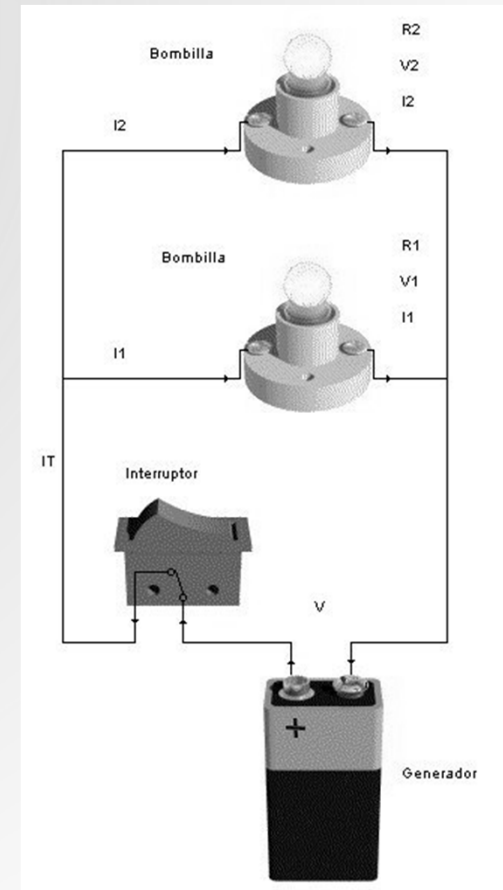 R2
Bombilla
V2
I2
I2
R1
Bombilla
V1
I1
I1
IT
Interruptor
V
+
Generador